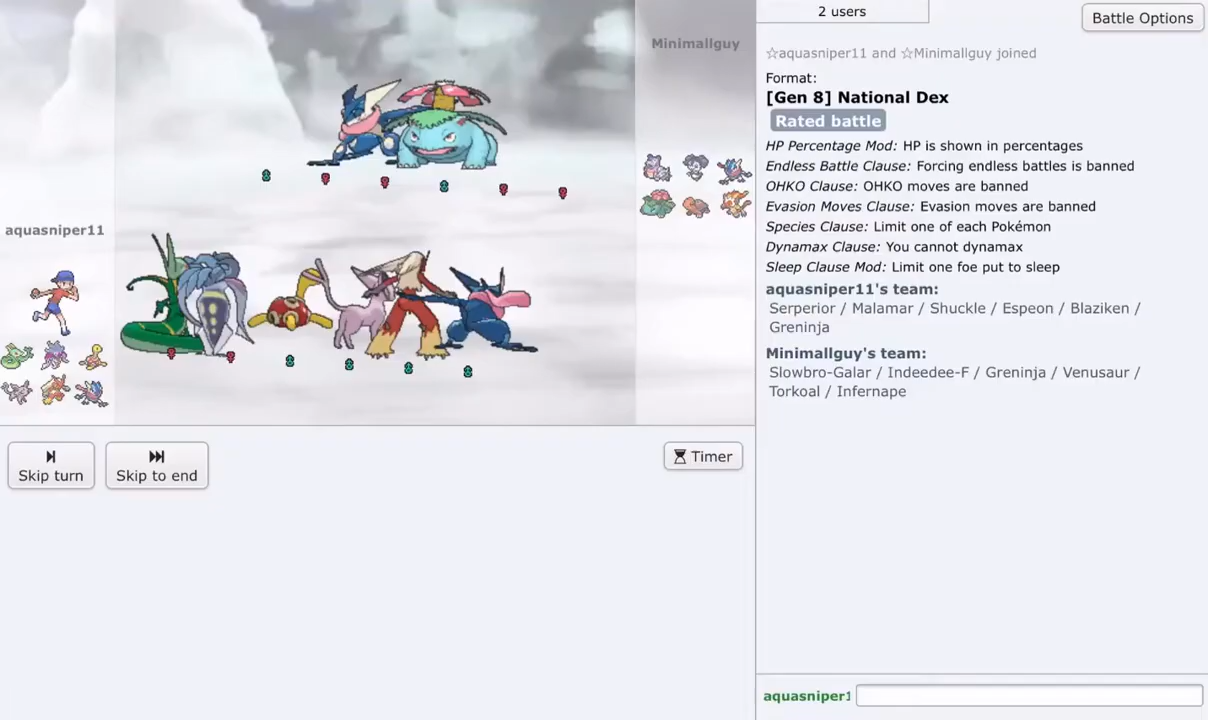 2 users
Battle Options
Minimallguy
☆aquasniper11 and ☆Minimallguy joined
Format:
[Gen 8] National Dex
Rated battle
HP Percentage Mod: HP is shown in percentages
Endless Battle Clause: Forcing endless battles is banned
OHKO Clause: OHKO moves are banned
Evasion Moves Clause: Evasion moves are banned
Species Clause: Limit one of each Pokémon
Dynamax Clause: You cannot dynamax
Sleep Clause Mod: Limit one foe put to sleep
aquasniper11's team:
Serperior / Malamar / Shuckle / Espeon / Blaziken /
Greninja
Minimallguy's team:
Slowbro-Galar / Indeedee-F / Greninja / Venusaur /
Torkoal / Infernape
aquasniper11
Skip turn
Skip to end
Timer
aquasniper1